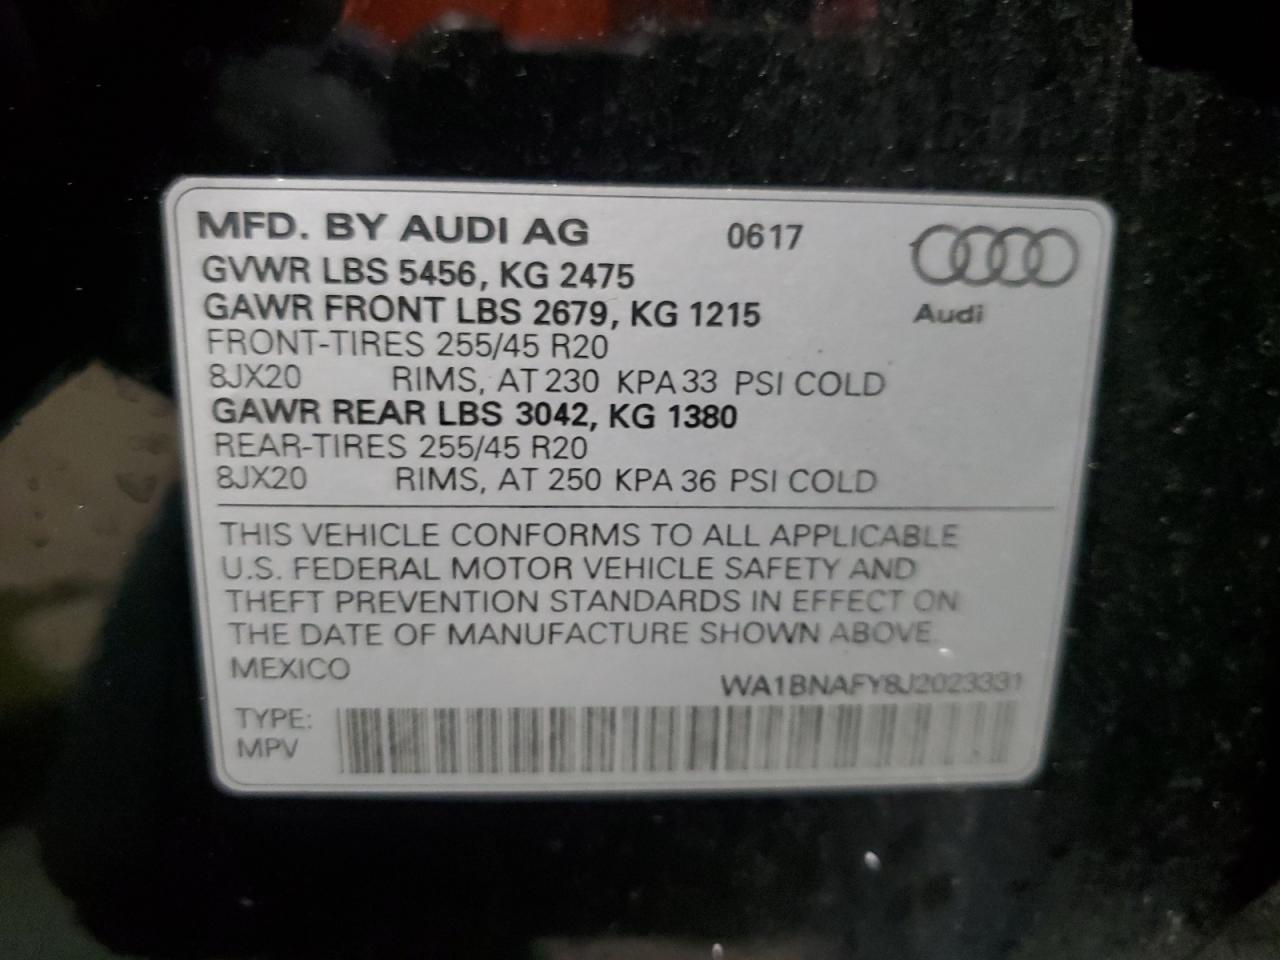 MFD. BY AUDI AG 0617
GVWR LBS 5456, KG 2475
GAWR FRONT LBS 2679, KG 1215
Audi
FRONT-TIRES 255/45 R20
8JX20 RIMS, AT 230 KPA 33 PSI COLD
GAWR REAR LBS 3042, KG 1380
REAR-TIRES 255/45 R20
8JX20 RIMS, AT 250 KPA 36 PSI COLD
THIS VEHICLE CONFORMS TO ALL APPLICABLE
U.S. FEDERAL MOTOR VEHICLE SAFETY AND
THEFT PREVENTION STANDARDS IN EFFECT ON
THE DATE OF MANUFACTURE SHOWN ABOVE.
MEXICO
WA1BNAFY8J2023331
TYPE:
MPV